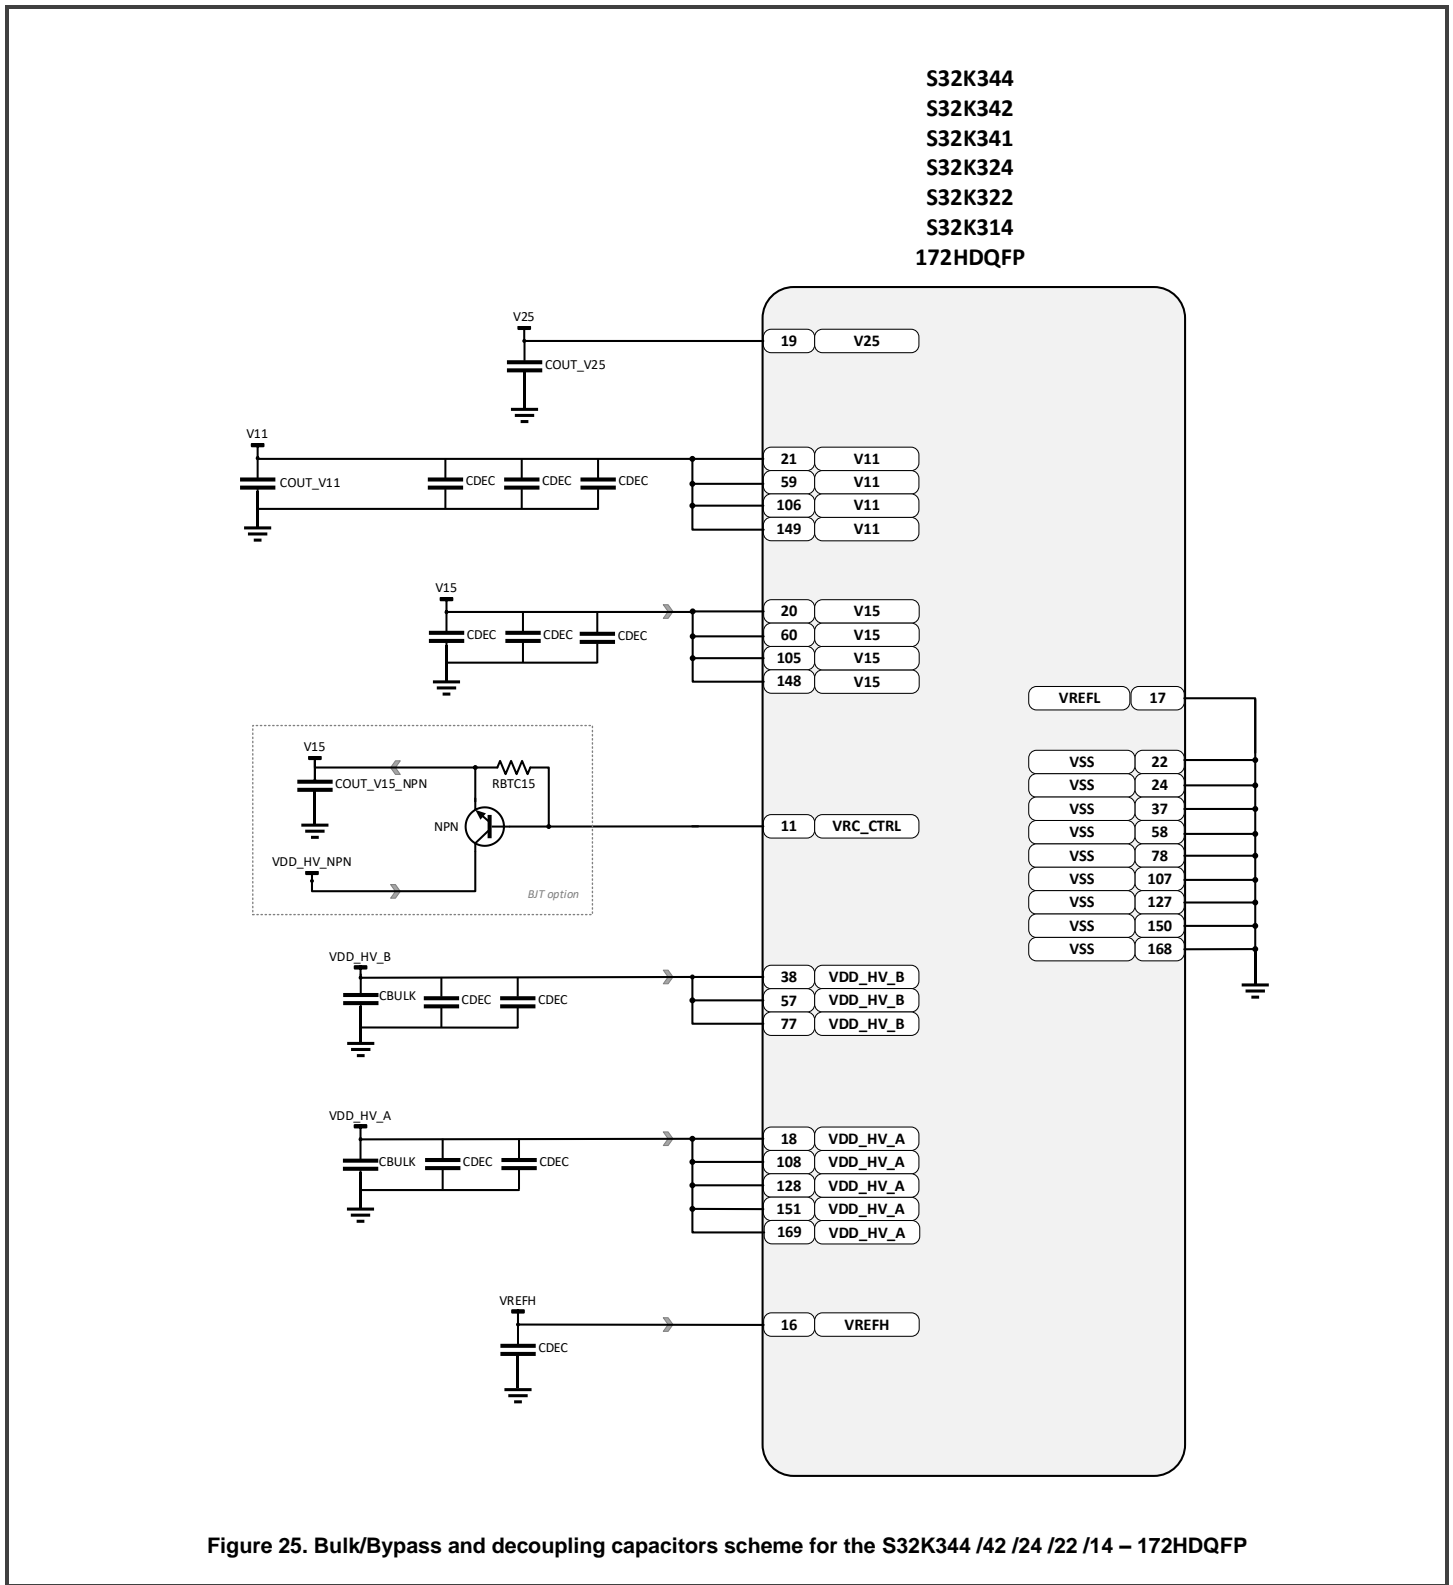 S32K344
S32K342
S32K341
S32K324
S32K322
S32K314
172HDQFP
V25
19 V25
COUT_V25
V11
21 V11
COUT_V11 CDEC CDEC CDEC
59 V11
106 V11
149 V11
V15
20 V15
CDEC CDEC CDEC
60 V15
105 V15
148 V15
VREFL 17
V15
COUT_V15_NPN
RBTC15
NPN
VDD_HV_NPN
BJT option
11 VRC_CTRL
VSS 22
VSS 24
VSS 37
VSS 58
VSS 78
VSS 107
VSS 127
VSS 150
VSS 168
VDD_HV_B
38 VDD_HV_B
CBULK CDEC CDEC
57 VDD_HV_B
77 VDD_HV_B
VDD_HV_A
18 VDD_HV_A
CBULK CDEC CDEC
108 VDD_HV_A
128 VDD_HV_A
151 VDD_HV_A
169 VDD_HV_A
VREFH
16 VREFH
CDEC
Figure 25. Bulk/Bypass and decoupling capacitors scheme for the S32K344 /42 /24 /22 /14 – 172HDQFP